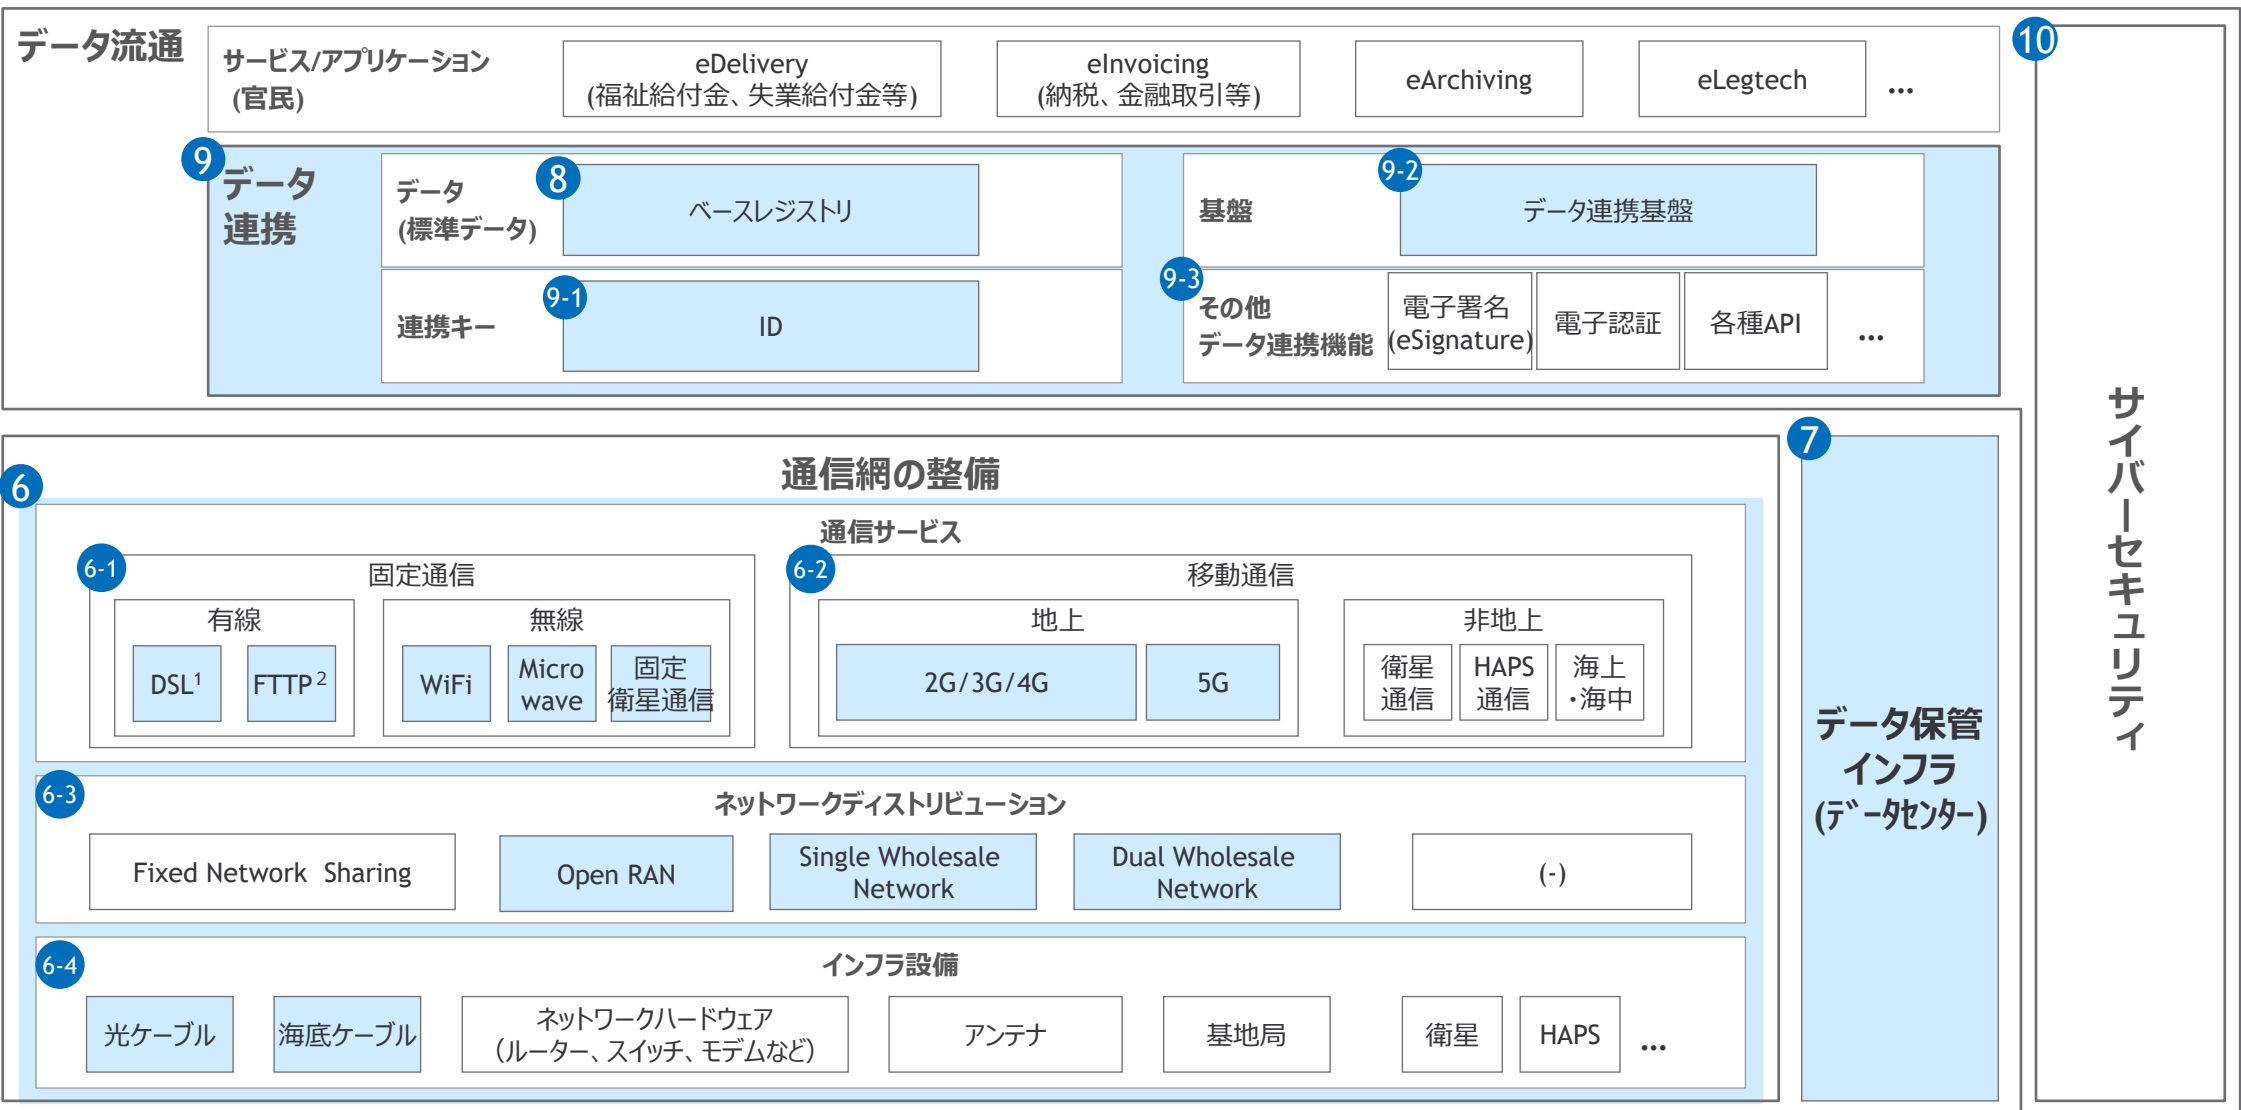 データ流通
サービス/アプリケーション
(官民)
eDelivery
(福祉給付金、失業給付金等)
eInvoicing
(納税、金融取引等)
eArchiving
eLegtech
...
10
サイバーセキュリティ
9
データ
連携
データ
(標準データ)
8
ベースレジストリ
連携キー
9-1
ID
基盤
9-2
データ連携基盤
9-3
その他
データ連携機能
電子署名
(eSignature)
電子認証
各種API
...
通信網の整備
6
通信サービス
6-1
固定通信
有線
DSL1
FTTP2
無線
WiFi
Micro
wave
固定
衛星通信
6-2
移動通信
地上
2G/3G/4G
5G
非地上
衛星
通信
HAPS
通信
海上
・海中
6-3
ネットワークディストリビューション
Fixed Network Sharing
Open RAN
Single Wholesale
Network
Dual Wholesale
Network
(-)
6-4
インフラ設備
光ケーブル
海底ケーブル
ネットワークハードウェア
(ルーター、スイッチ、モデムなど)
アンテナ
基地局
衛星
HAPS
...
7
データ保管
インフラ
(データセンター)